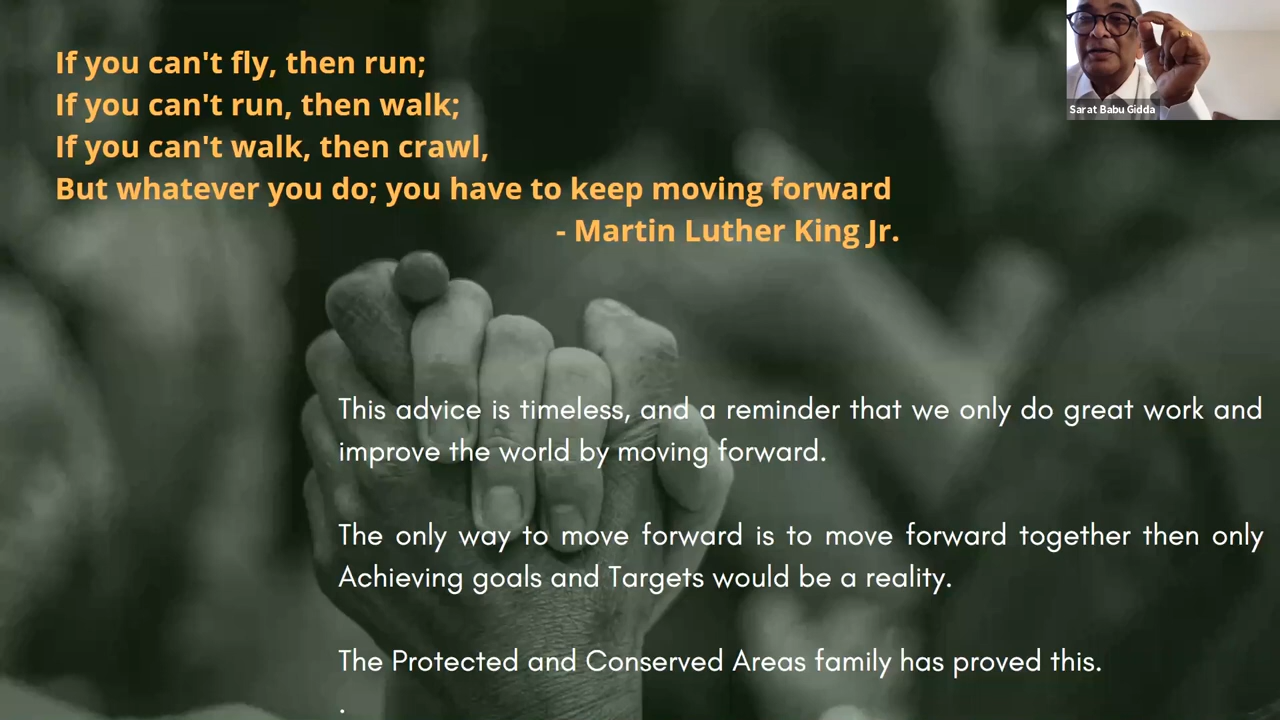 If you can't fly, then run;
If you can't run, then walk;
If you can't walk, then crawl,
But whatever you do; you have to keep moving forward
- Martin Luther King Jr.
Sarat Babu Gidda
This advice is timeless, and a reminder that we only do great work and
improve the world by moving forward.
The only way to move forward is to move forward together then only
Achieving goals and Targets would be a reality.
The Protected and Conserved Areas family has proved this.
.